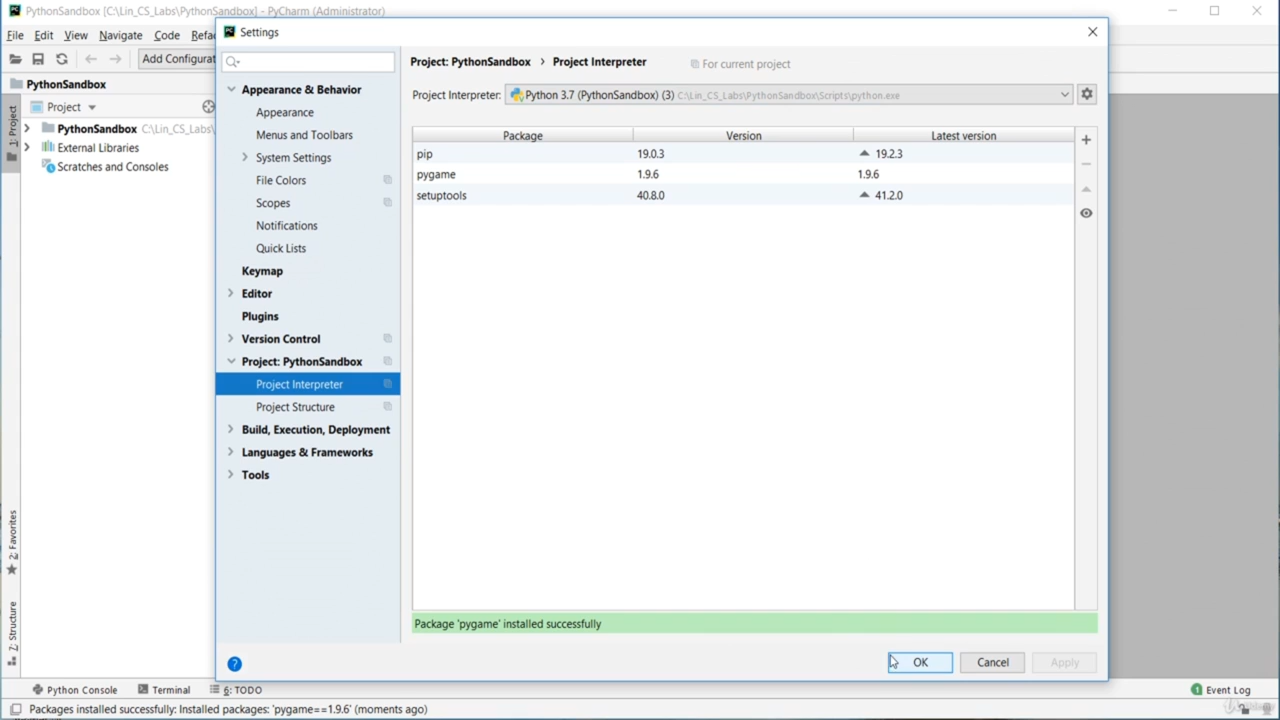 PythonSandbox [C:\Lin_CS_Labs\PythonSandbox] - PyCharm (Administrator)
File Edit View Navigate Code Refa
Add Configurat
PythonSandbox
Project
PythonSandbox C:\Lin_CS_Labs\
External Libraries
Scratches and Consoles
1: Project
2: Favorites
7: Structure
Settings
Appearance & Behavior
Appearance
Menus and Toolbars
System Settings
File Colors
Scopes
Notifications
Quick Lists
Keymap
Editor
Plugins
Version Control
Project: PythonSandbox
Project Interpreter
Project Structure
Build, Execution, Deployment
Languages & Frameworks
Tools
Project: PythonSandbox › Project Interpreter For current project
Project Interpreter: Python 3.7 (PythonSandbox) (3) C:\Lin_CS_Labs\PythonSandbox\Scripts\python.exe
Package Version Latest version
pip 19.0.3 19.2.3
pygame 1.9.6 1.9.6
setuptools 40.8.0 41.2.0
Package 'pygame' installed successfully
? OK Cancel Apply
Python Console Terminal 6: TODO 1 Event Log
Packages installed successfully: Installed packages: 'pygame==1.9.6' (moments ago)